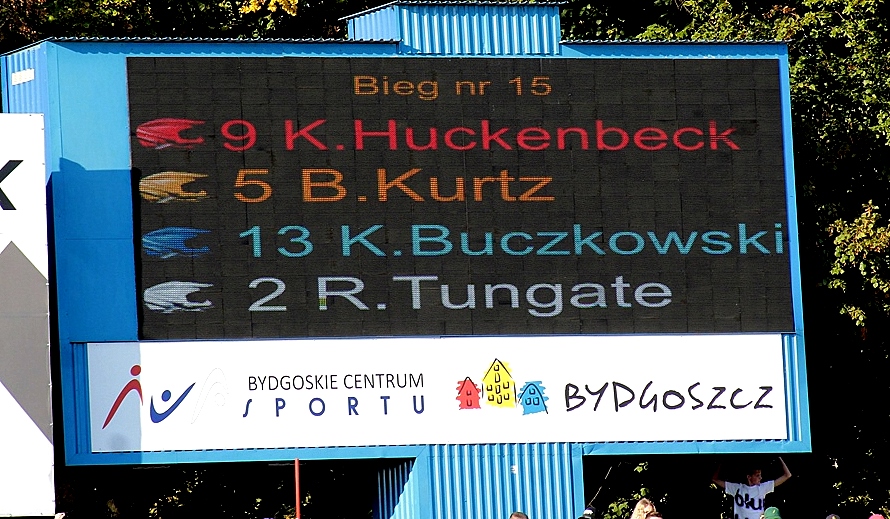 Bieg nr 15
9 K.Huckenbeck
5 B.Kurtz
13 K.Buczkowski
2 R.Tungate
BYDGOSKIE CENTRUM
SPORTU
BYDGOSZCZ